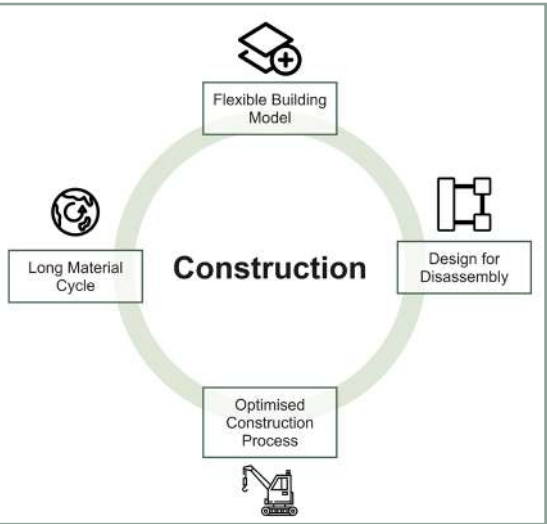 Flexible Building
Model
Long Material
Cycle
Construction
Design for
Disassembly
Optimised
Construction
Process